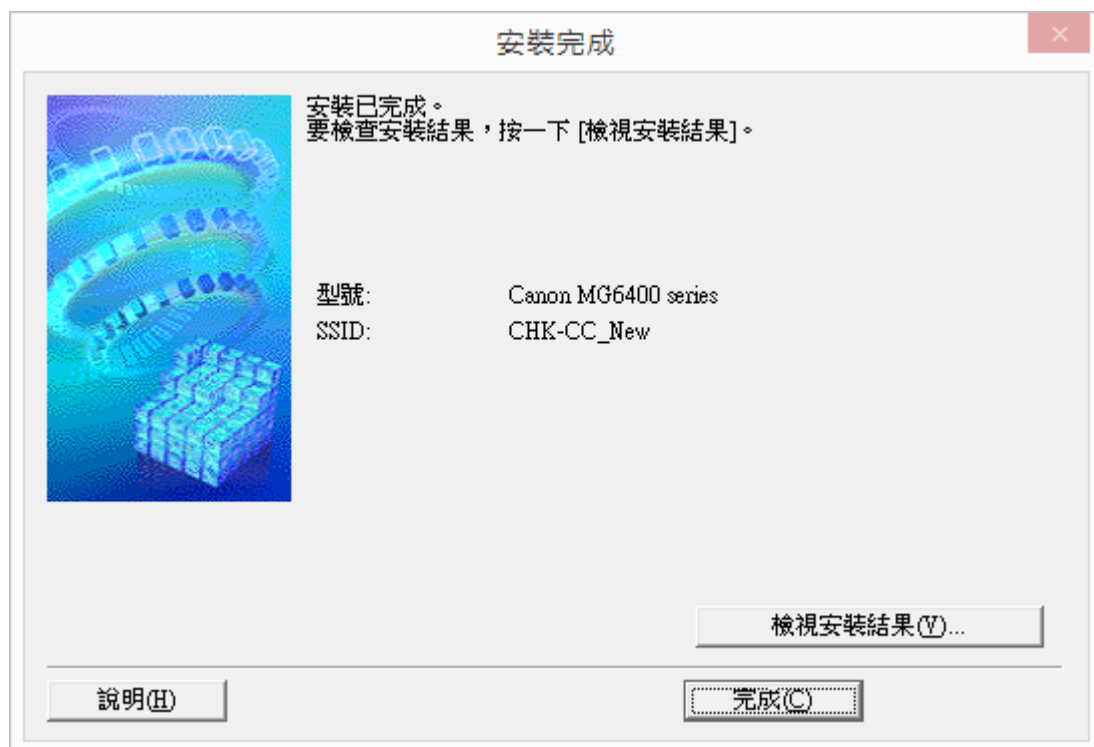 安裝完成
安裝已完成。
要檢查安裝結果，按一下 [檢視安裝結果]。
型號: Canon MG6400 series
SSID: CHK-CC_New
檢視安裝結果(V)...
說明(H) 完成(C)